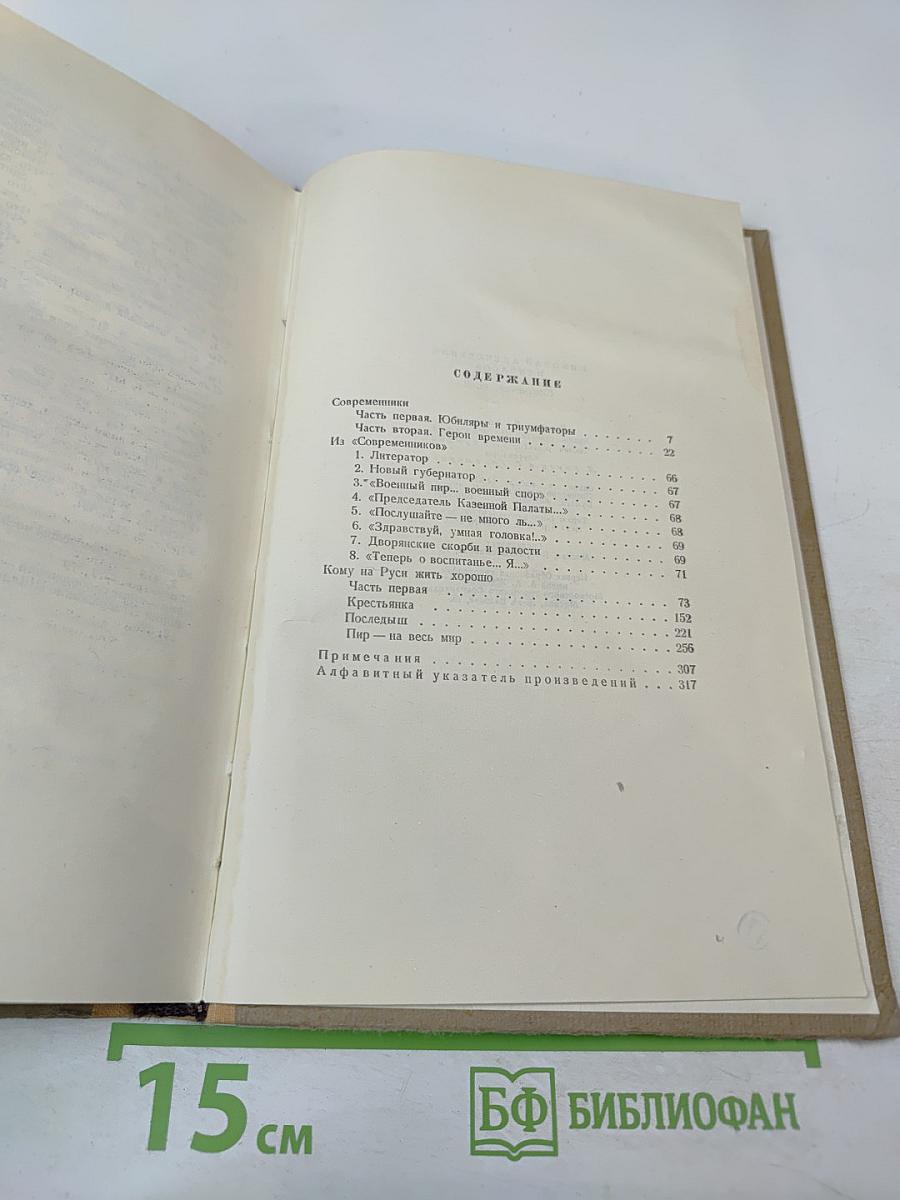 СОДЕРЖАНИЕ
Современники
Часть первая. Юбиляры и триумфаторы . . . . . . . 7
Часть вторая. Герои времени . . . . . . . . . . . 22
Из «Современников»
1. Литератор . . . . . . . . . . . . . . . . . . 66
2. Новый губернатор . . . . . . . . . . . . . . 67
3. «Военный пир... военный спор» . . . . . . . . 67
4. «Председатель Казенной Палаты...» . . . . . . 68
5. «Послушайте — не много ль...» . . . . . . . . 68
6. «Здравствуй, умная головка!..» . . . . . . . . 69
7. Дворянские скорби и радости . . . . . . . . . 69
8. «Теперь о воспитанье... Я...» . . . . . . . . 71
Кому на Руси жить хорошо
Часть первая . . . . . . . . . . . . . . . . . 73
Крестьянка . . . . . . . . . . . . . . . . . . 152
Последыш . . . . . . . . . . . . . . . . . . . 221
Пир — на весь мир . . . . . . . . . . . . . . . 256
Примечания . . . . . . . . . . . . . . . . . . 307
Алфавитный указатель произведений . . . 317
15 см
БФ БИБЛИОФАН